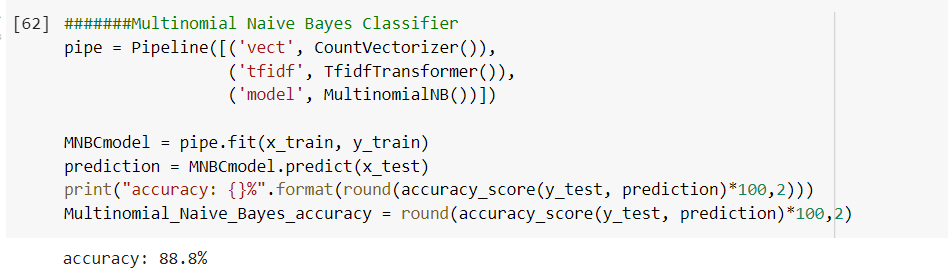 [62] #######Multinomial Naive Bayes Classifier
pipe = Pipeline([('vect', CountVectorizer()),
('tfidf', TfidfTransformer()),
('model', MultinomialNB())])
MNBCmodel = pipe.fit(x_train, y_train)
prediction = MNBCmodel.predict(x_test)
print("accuracy: {}%".format(round(accuracy_score(y_test, prediction)*100,2)))
Multinomial_Naive_Bayes_accuracy = round(accuracy_score(y_test, prediction)*100,2)
accuracy: 88.8%